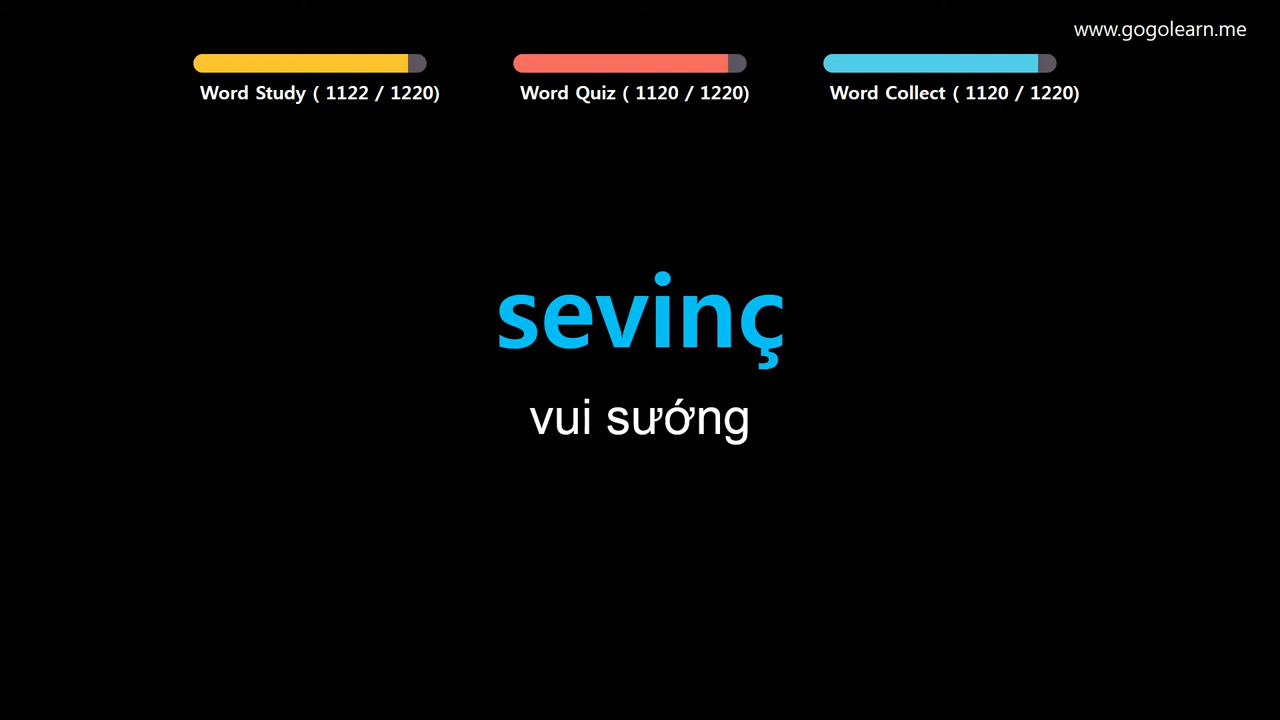 www.gogolearn.me
Word Study ( 1122 / 1220)
Word Quiz ( 1120 / 1220)
Word Collect ( 1120 / 1220)
sevinç
vui sướng